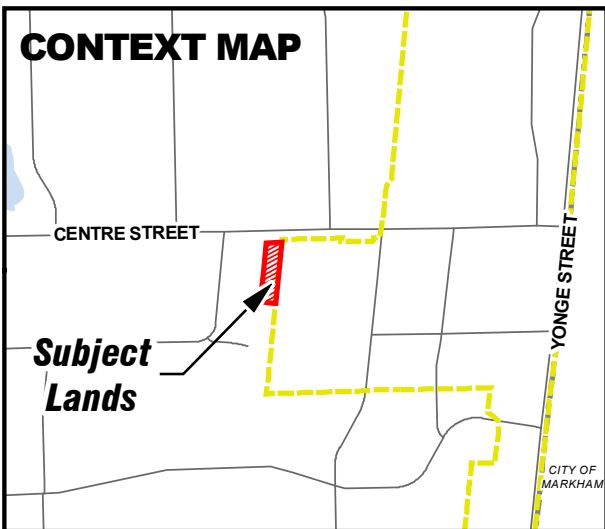 CONTEXT MAP
CENTRE STREET
YONGE STREET
Subject
Lands
CITY OF
MARKHAM